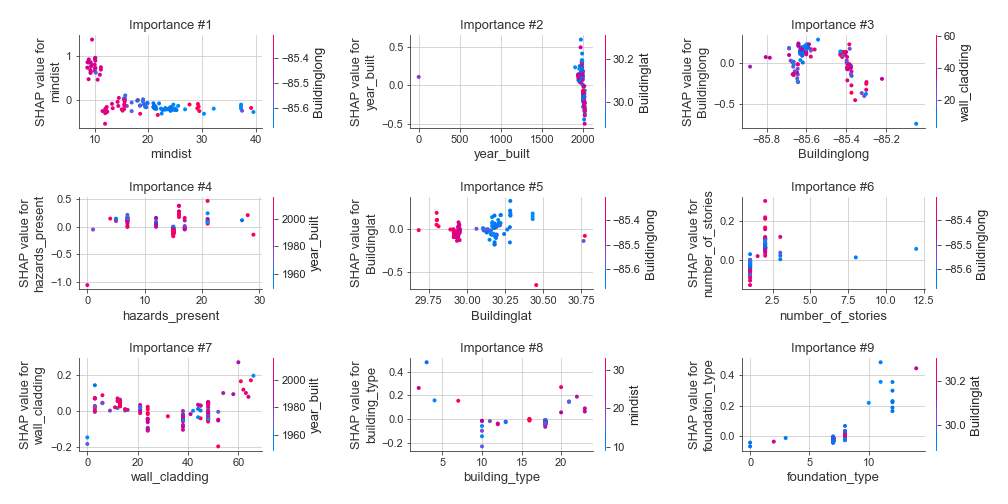 Importance #1
SHAP value for
mindist
1
0
10
20
30
40
mindist
−85.4
−85.5
−85.6
Buildinglong
Importance #2
SHAP value for
year_built
0.5
0.0
−0.5
0
500
1000
1500
2000
year_built
30.2
30.0
Buildinglat
Importance #3
SHAP value for
Buildinglong
0.0
−0.5
−85.8
−85.6
−85.4
−85.2
Buildinglong
60
40
20
wall_cladding
Importance #4
SHAP value for
hazards_present
0.5
0.0
−0.5
−1.0
0
10
20
30
hazards_present
2000
1980
1960
year_built
Importance #5
SHAP value for
Buildinglat
0.0
−0.5
29.75
30.00
30.25
30.50
30.75
Buildinglat
−85.4
−85.5
−85.6
Buildinglong
Importance #6
SHAP value for
number_of_stories
0.2
0.0
2.5
5.0
7.5
10.0
12.5
number_of_stories
−85.4
−85.5
−85.6
Buildinglong
Importance #7
SHAP value for
wall_cladding
0.2
0.0
−0.2
0
20
40
60
wall_cladding
2000
1980
1960
year_built
Importance #8
SHAP value for
building_type
0.4
0.2
0.0
−0.2
5
10
15
20
building_type
30
20
10
mindist
Importance #9
SHAP value for
foundation_type
0.4
0.2
0.0
0
10
foundation_type
30.2
30.0
Buildinglat